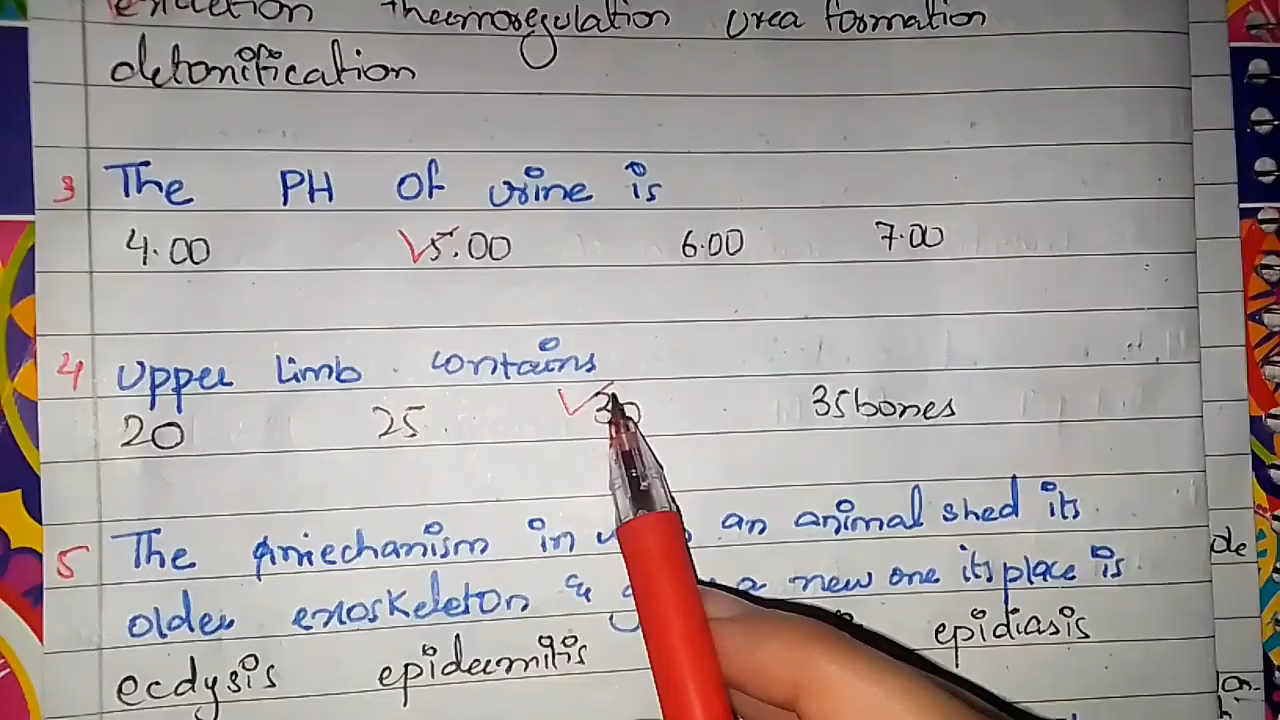 thermoregulation urea formation
detonification
3 The PH of urine is
4.00 5.00 6.00 7.00
4 Upper limb contains
20 25 30 35bones
5 The mechanism in an animal shed its
older exoskeleton & a new one its place is
ecdysis epidermitis epidiasis
de